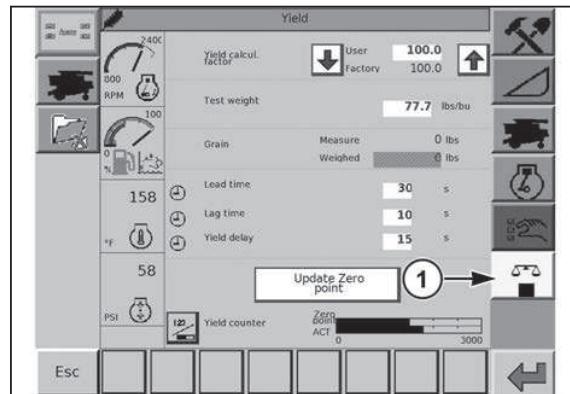 Yield
2400
800
RPM
Yield calcul.
factor
User 100.0
Factory 100.0
100
0
%
Test weight 77.7 lbs/bu
Grain Measure 0 lbs
Weighed 0 lbs
158
°F
Lead time 30 s
Lag time 10 s
Yield delay 15 s
58
PSI
Update Zero
point
1
123
Yield counter
Zero
point
ACT
0 3000
Esc